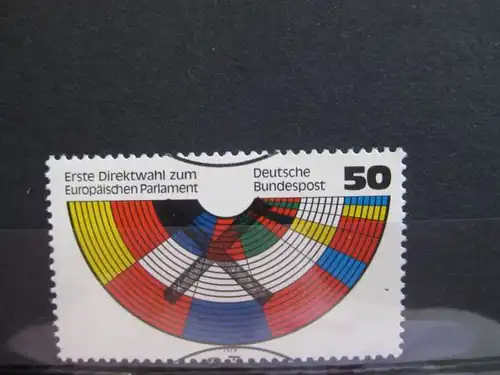 Erste Direktwahl zum
Europäischen Parlament
Deutsche
Bundespost
50